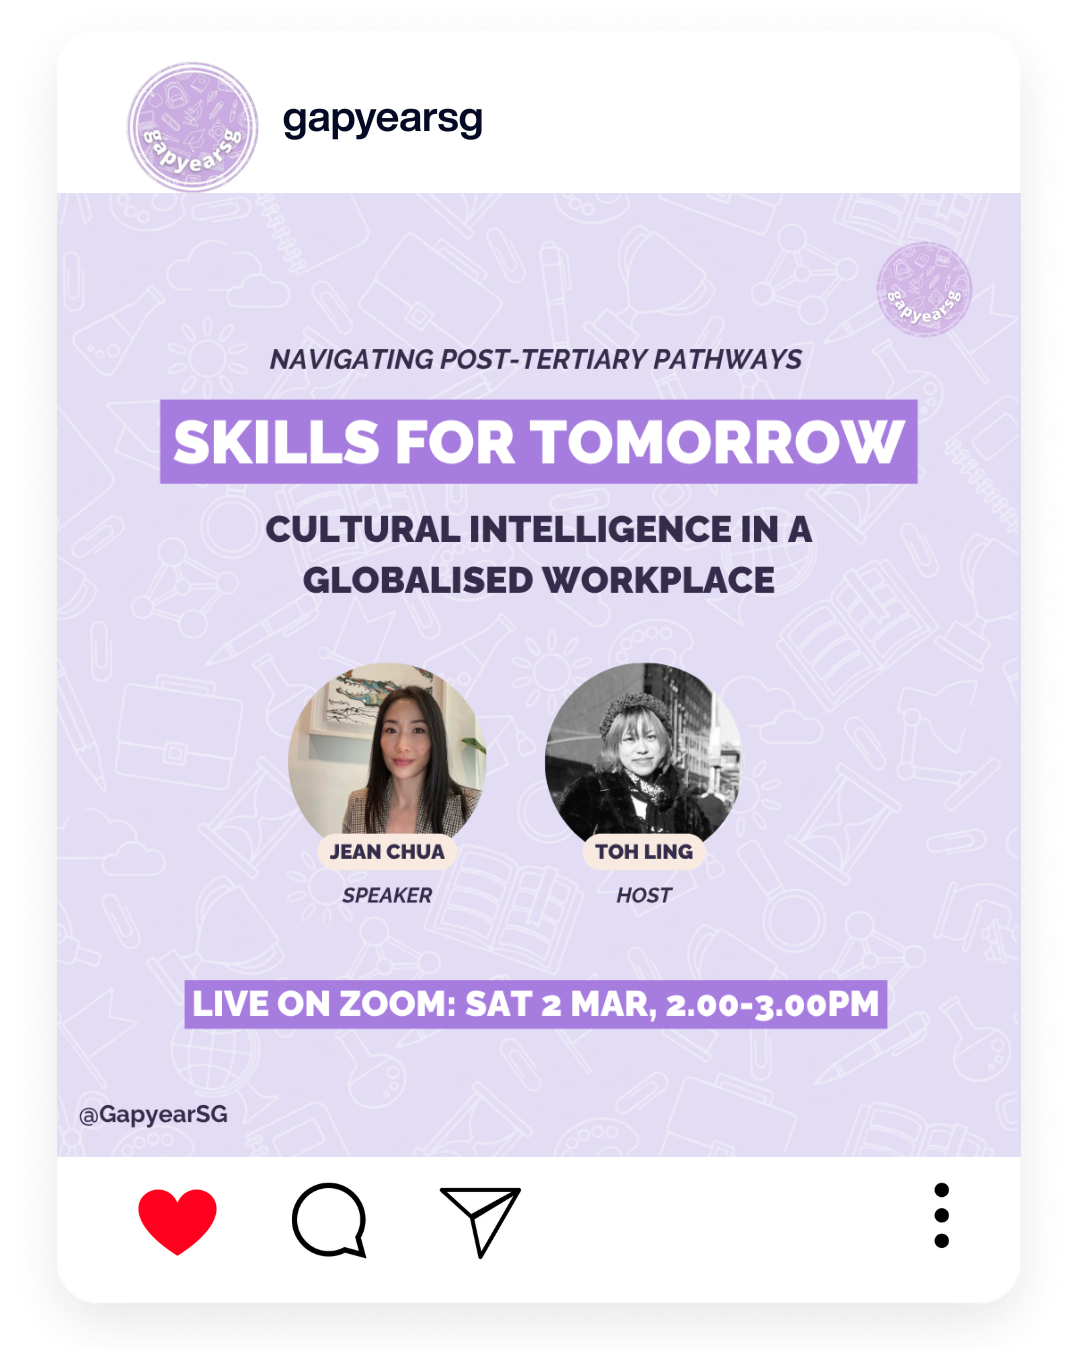 gapyearsg
gapyearsg
gapyearsg
NAVIGATING POST-TERTIARY PATHWAYS
SKILLS FOR TOMORROW
CULTURAL INTELLIGENCE IN A
GLOBALISED WORKPLACE
JEAN CHUA
TOH LING
SPEAKER
HOST
LIVE ON ZOOM: SAT 2 MAR, 2.00-3.00PM
@GapyearSG